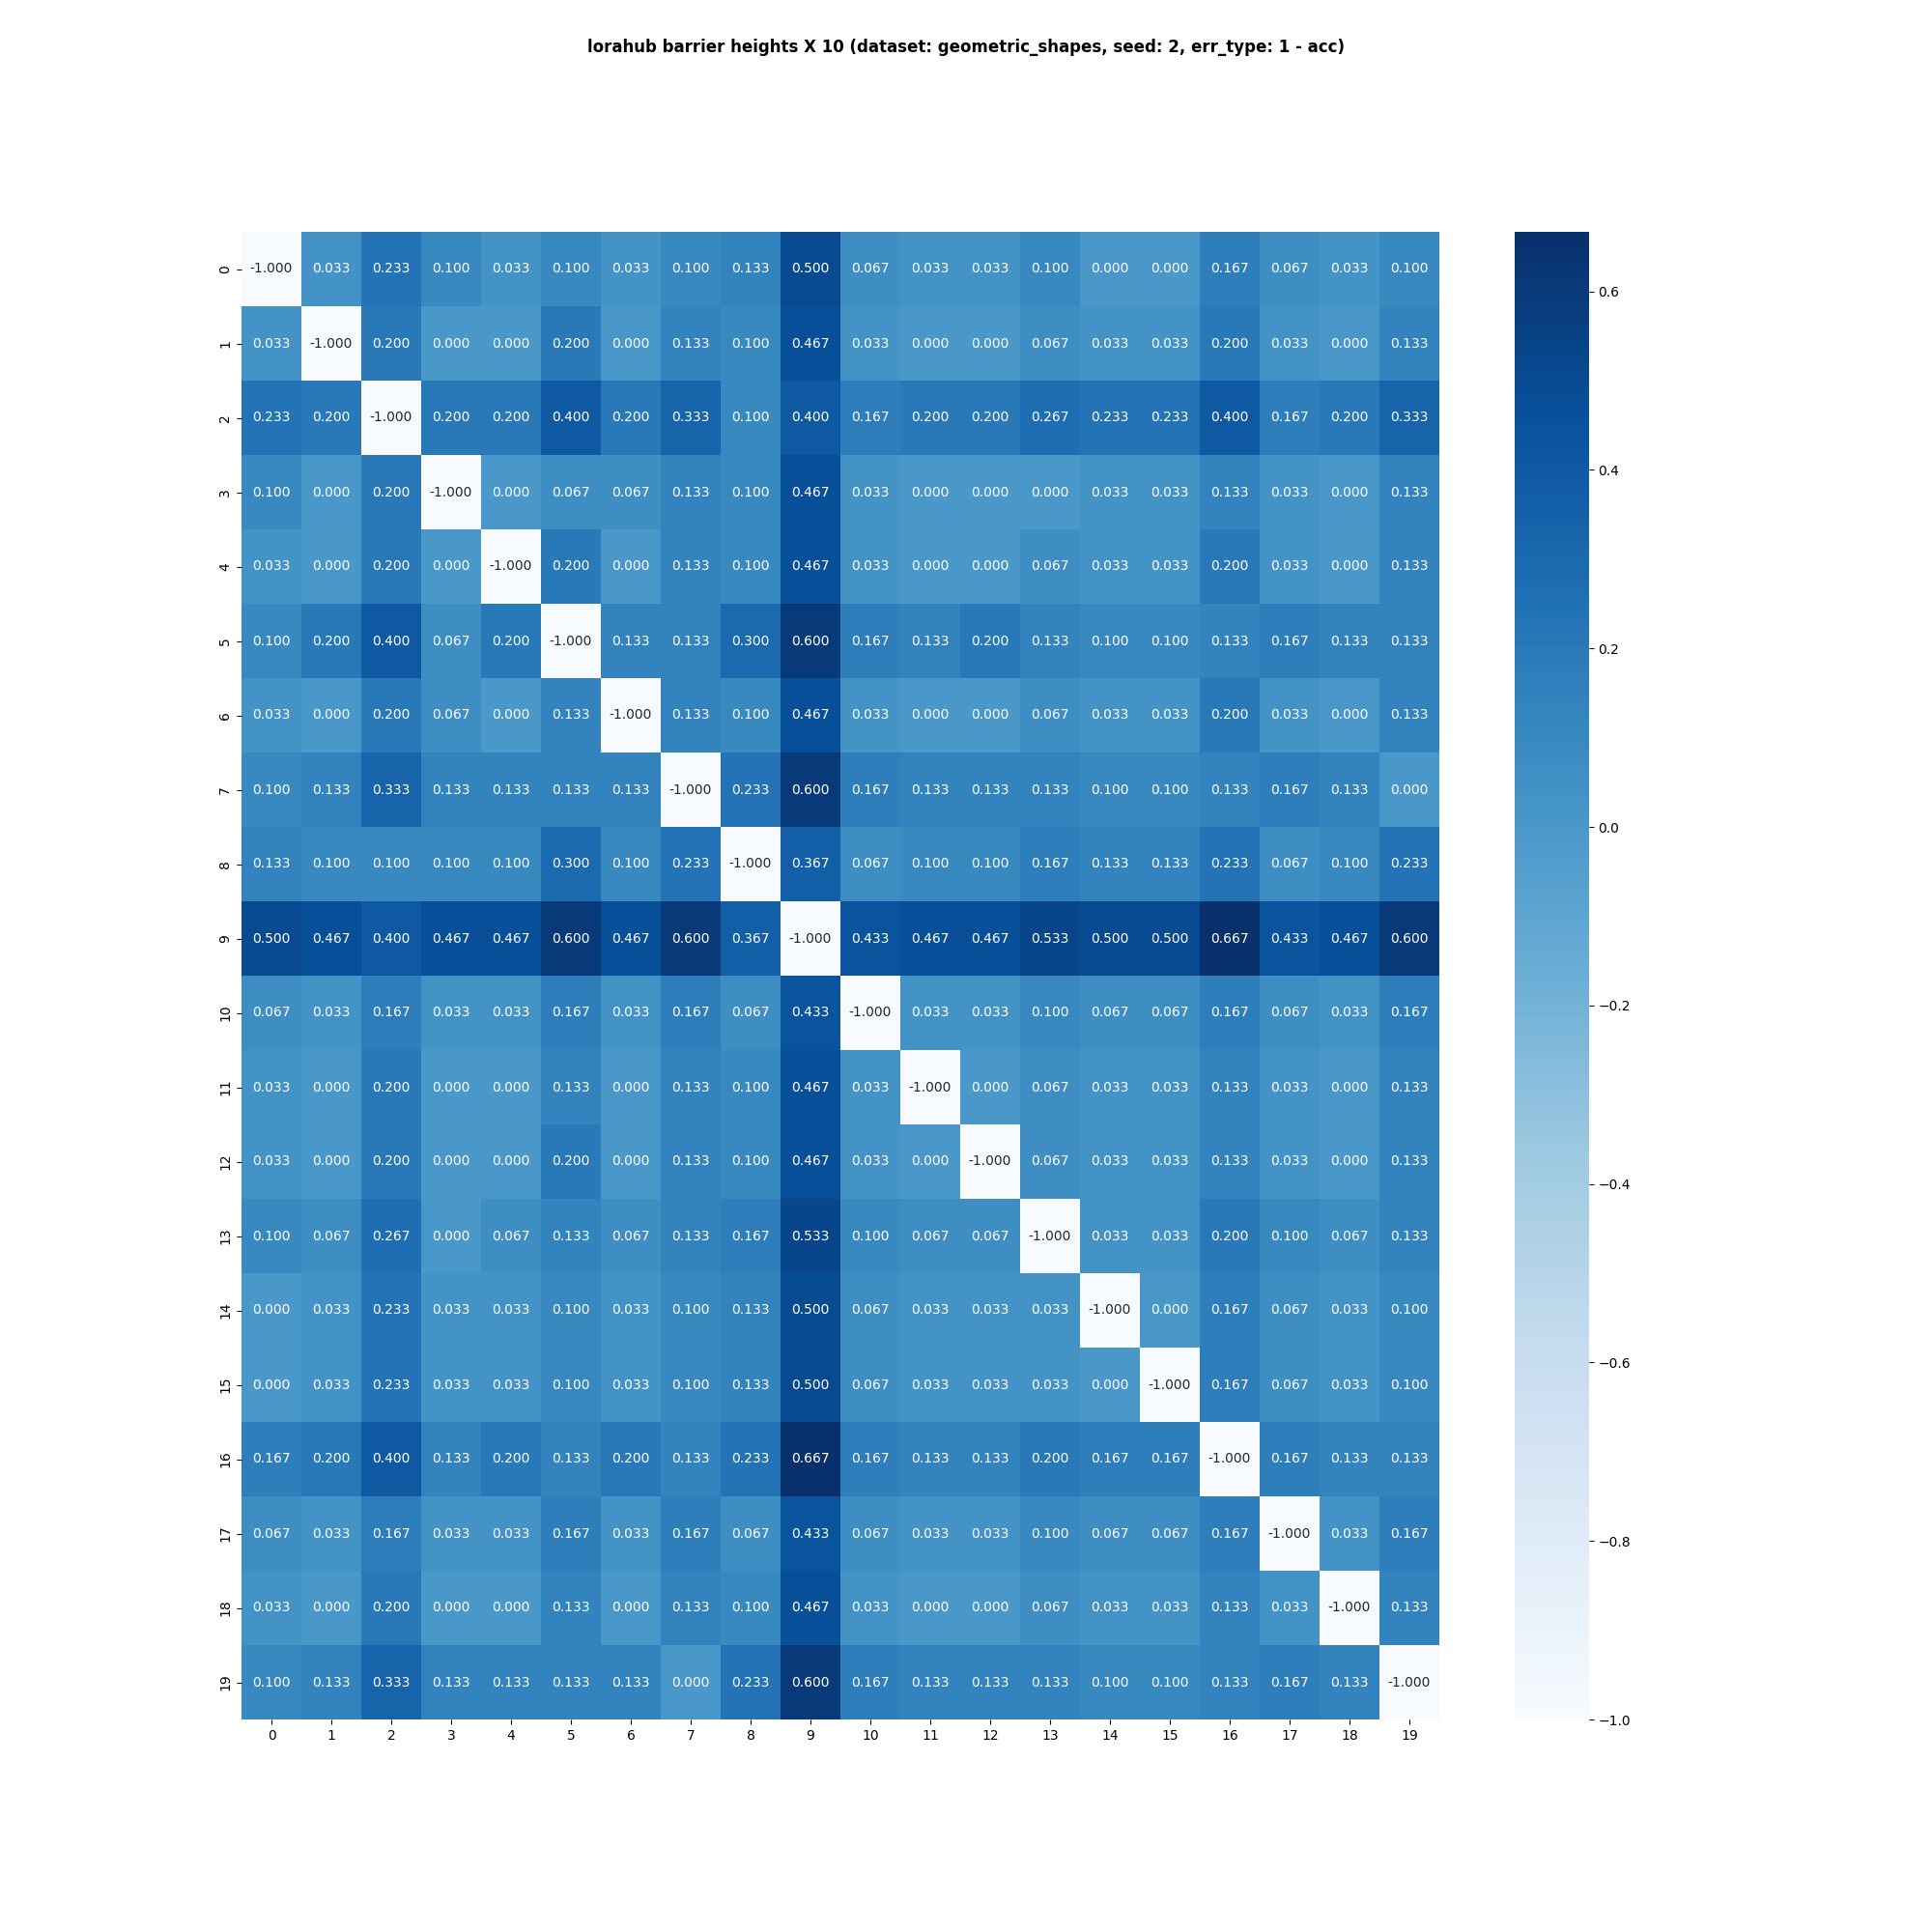 lorahub barrier heights X 10 (dataset: geometric_shapes, seed: 2, err_type: 1 - acc)
0 -1.000 0.033 0.233 0.100 0.033 0.100 0.033 0.100 0.133 0.500 0.067 0.033 0.033 0.100 0.000 0.000 0.167 0.067 0.033 0.100
1 0.033 -1.000 0.200 0.000 0.000 0.200 0.000 0.133 0.100 0.467 0.033 0.000 0.000 0.067 0.033 0.033 0.200 0.033 0.000 0.133
2 0.233 0.200 -1.000 0.200 0.200 0.400 0.200 0.333 0.100 0.400 0.167 0.200 0.200 0.267 0.233 0.233 0.400 0.167 0.200 0.333
3 0.100 0.000 0.200 -1.000 0.000 0.067 0.067 0.133 0.100 0.467 0.033 0.000 0.000 0.000 0.033 0.033 0.133 0.033 0.000 0.133
4 0.033 0.000 0.200 0.000 -1.000 0.200 0.000 0.133 0.100 0.467 0.033 0.000 0.000 0.067 0.033 0.033 0.200 0.033 0.000 0.133
5 0.100 0.200 0.400 0.067 0.200 -1.000 0.133 0.133 0.300 0.600 0.167 0.133 0.200 0.133 0.100 0.100 0.133 0.167 0.133 0.133
6 0.033 0.000 0.200 0.067 0.000 0.133 -1.000 0.133 0.100 0.467 0.033 0.000 0.000 0.067 0.033 0.033 0.200 0.033 0.000 0.133
7 0.100 0.133 0.333 0.133 0.133 0.133 0.133 -1.000 0.233 0.600 0.167 0.133 0.133 0.133 0.100 0.100 0.133 0.167 0.133 0.000
8 0.133 0.100 0.100 0.100 0.100 0.300 0.100 0.233 -1.000 0.367 0.067 0.100 0.100 0.167 0.133 0.133 0.233 0.067 0.100 0.233
9 0.500 0.467 0.400 0.467 0.467 0.600 0.467 0.600 0.367 -1.000 0.433 0.467 0.467 0.533 0.500 0.500 0.667 0.433 0.467 0.600
10 0.067 0.033 0.167 0.033 0.033 0.167 0.033 0.167 0.067 0.433 -1.000 0.033 0.033 0.100 0.067 0.067 0.167 0.067 0.033 0.167
11 0.033 0.000 0.200 0.000 0.000 0.133 0.000 0.133 0.100 0.467 0.033 -1.000 0.000 0.067 0.033 0.033 0.133 0.033 0.000 0.133
12 0.033 0.000 0.200 0.000 0.000 0.200 0.000 0.133 0.100 0.467 0.033 0.000 -1.000 0.067 0.033 0.033 0.133 0.033 0.000 0.133
13 0.100 0.067 0.267 0.000 0.067 0.133 0.067 0.133 0.167 0.533 0.100 0.067 0.067 -1.000 0.033 0.033 0.200 0.100 0.067 0.133
14 0.000 0.033 0.233 0.033 0.033 0.100 0.033 0.100 0.133 0.500 0.067 0.033 0.033 0.033 -1.000 0.000 0.167 0.067 0.033 0.100
15 0.000 0.033 0.233 0.033 0.033 0.100 0.033 0.100 0.133 0.500 0.067 0.033 0.033 0.033 0.000 -1.000 0.167 0.067 0.033 0.100
16 0.167 0.200 0.400 0.133 0.200 0.133 0.200 0.133 0.233 0.667 0.167 0.133 0.133 0.200 0.167 0.167 -1.000 0.167 0.133 0.133
17 0.067 0.033 0.167 0.033 0.033 0.167 0.033 0.167 0.067 0.433 0.067 0.033 0.033 0.100 0.067 0.067 0.167 -1.000 0.033 0.167
18 0.033 0.000 0.200 0.000 0.000 0.133 0.000 0.133 0.100 0.467 0.033 0.000 0.000 0.067 0.033 0.033 0.133 0.033 -1.000 0.133
19 0.100 0.133 0.333 0.133 0.133 0.133 0.133 0.000 0.233 0.600 0.167 0.133 0.133 0.133 0.100 0.100 0.133 0.167 0.133 -1.000
0 1 2 3 4 5 6 7 8 9 10 11 12 13 14 15 16 17 18 19
0.6
0.4
0.2
0.0
−0.2
−0.4
−0.6
−0.8
−1.0